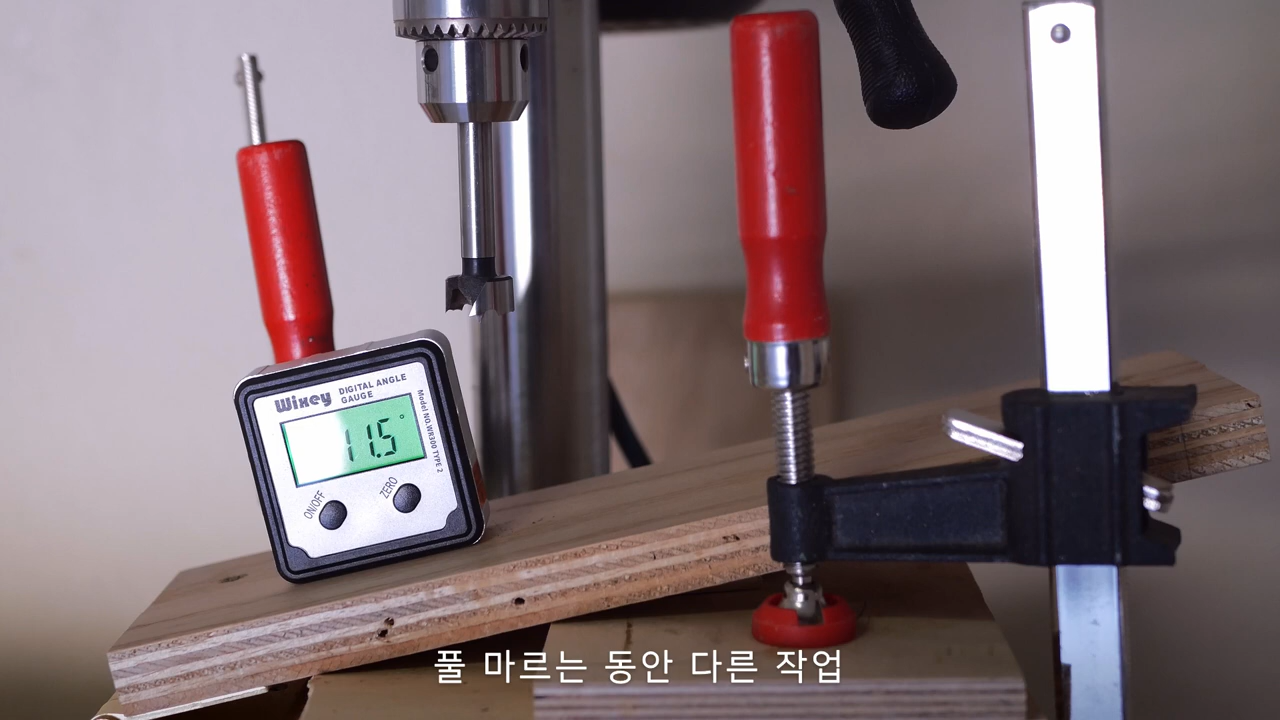 Wixey
DIGITAL ANGLE
GAUGE
Model NO.WR300 TYPE 2
11.5°
ON/OFF
ZERO
풀 마르는 동안 다른 작업